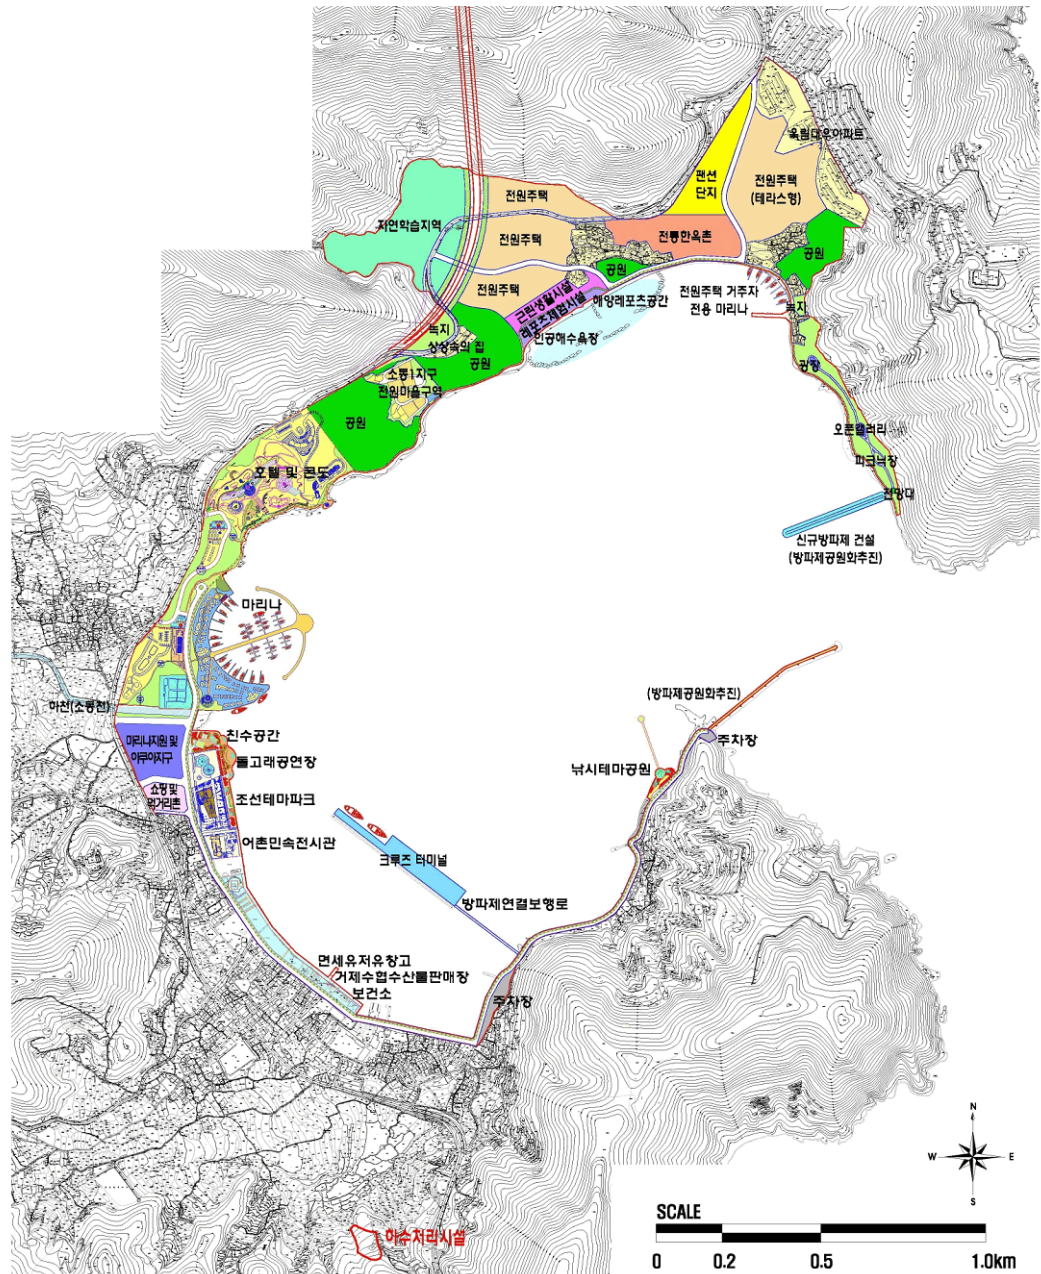 옥림대우아파트
팬션
단지
전원주택
(테라스형)
전원주택
자연학습지역
전원주택
전통한옥촌
공원
공원
전원주택
근린생활시설
레포츠체험시설
해양레포츠공간
인공해수욕장
전원주택 거주자
전용 마리나
녹지
녹지
상상속의 집
공원
소동1지구
전원마을구역
광장
공원
오픈갤러리
피크닉장
호텔 및 콘도
전망대
신규방파제 건설
(방파제공원화추진)
마리나
(방파제공원화추진)
하천(소동천)
친수공간
주차장
마리나지원 및
아쿠아지구
돌고래공연장
낚시테마공원
쇼핑 및
먹거리촌
조선테마파크
어촌민속전시관
크루즈 터미널
방파제연결보행로
면세유저유창고
거제수협수산물판매장
보건소
주차장
N
W
E
S
SCALE
0 0.2 0.5 1.0km
하수처리시설